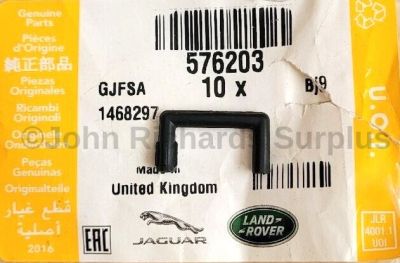 Genuine
Parts
Pièces
d'Origine
純正部品
Piezas
Originales
Ricambi
Originali
Onderdelen
Peças
Genuínas
Originalteile
قطع غيار
أصلية
2016
EAC
576203
GJFSA
10 x
Bj9
1468297
Made in
United Kingdom
JAGUAR
LAND-
ROVER
JLR
4001.1
U01
© John Richards Surplus